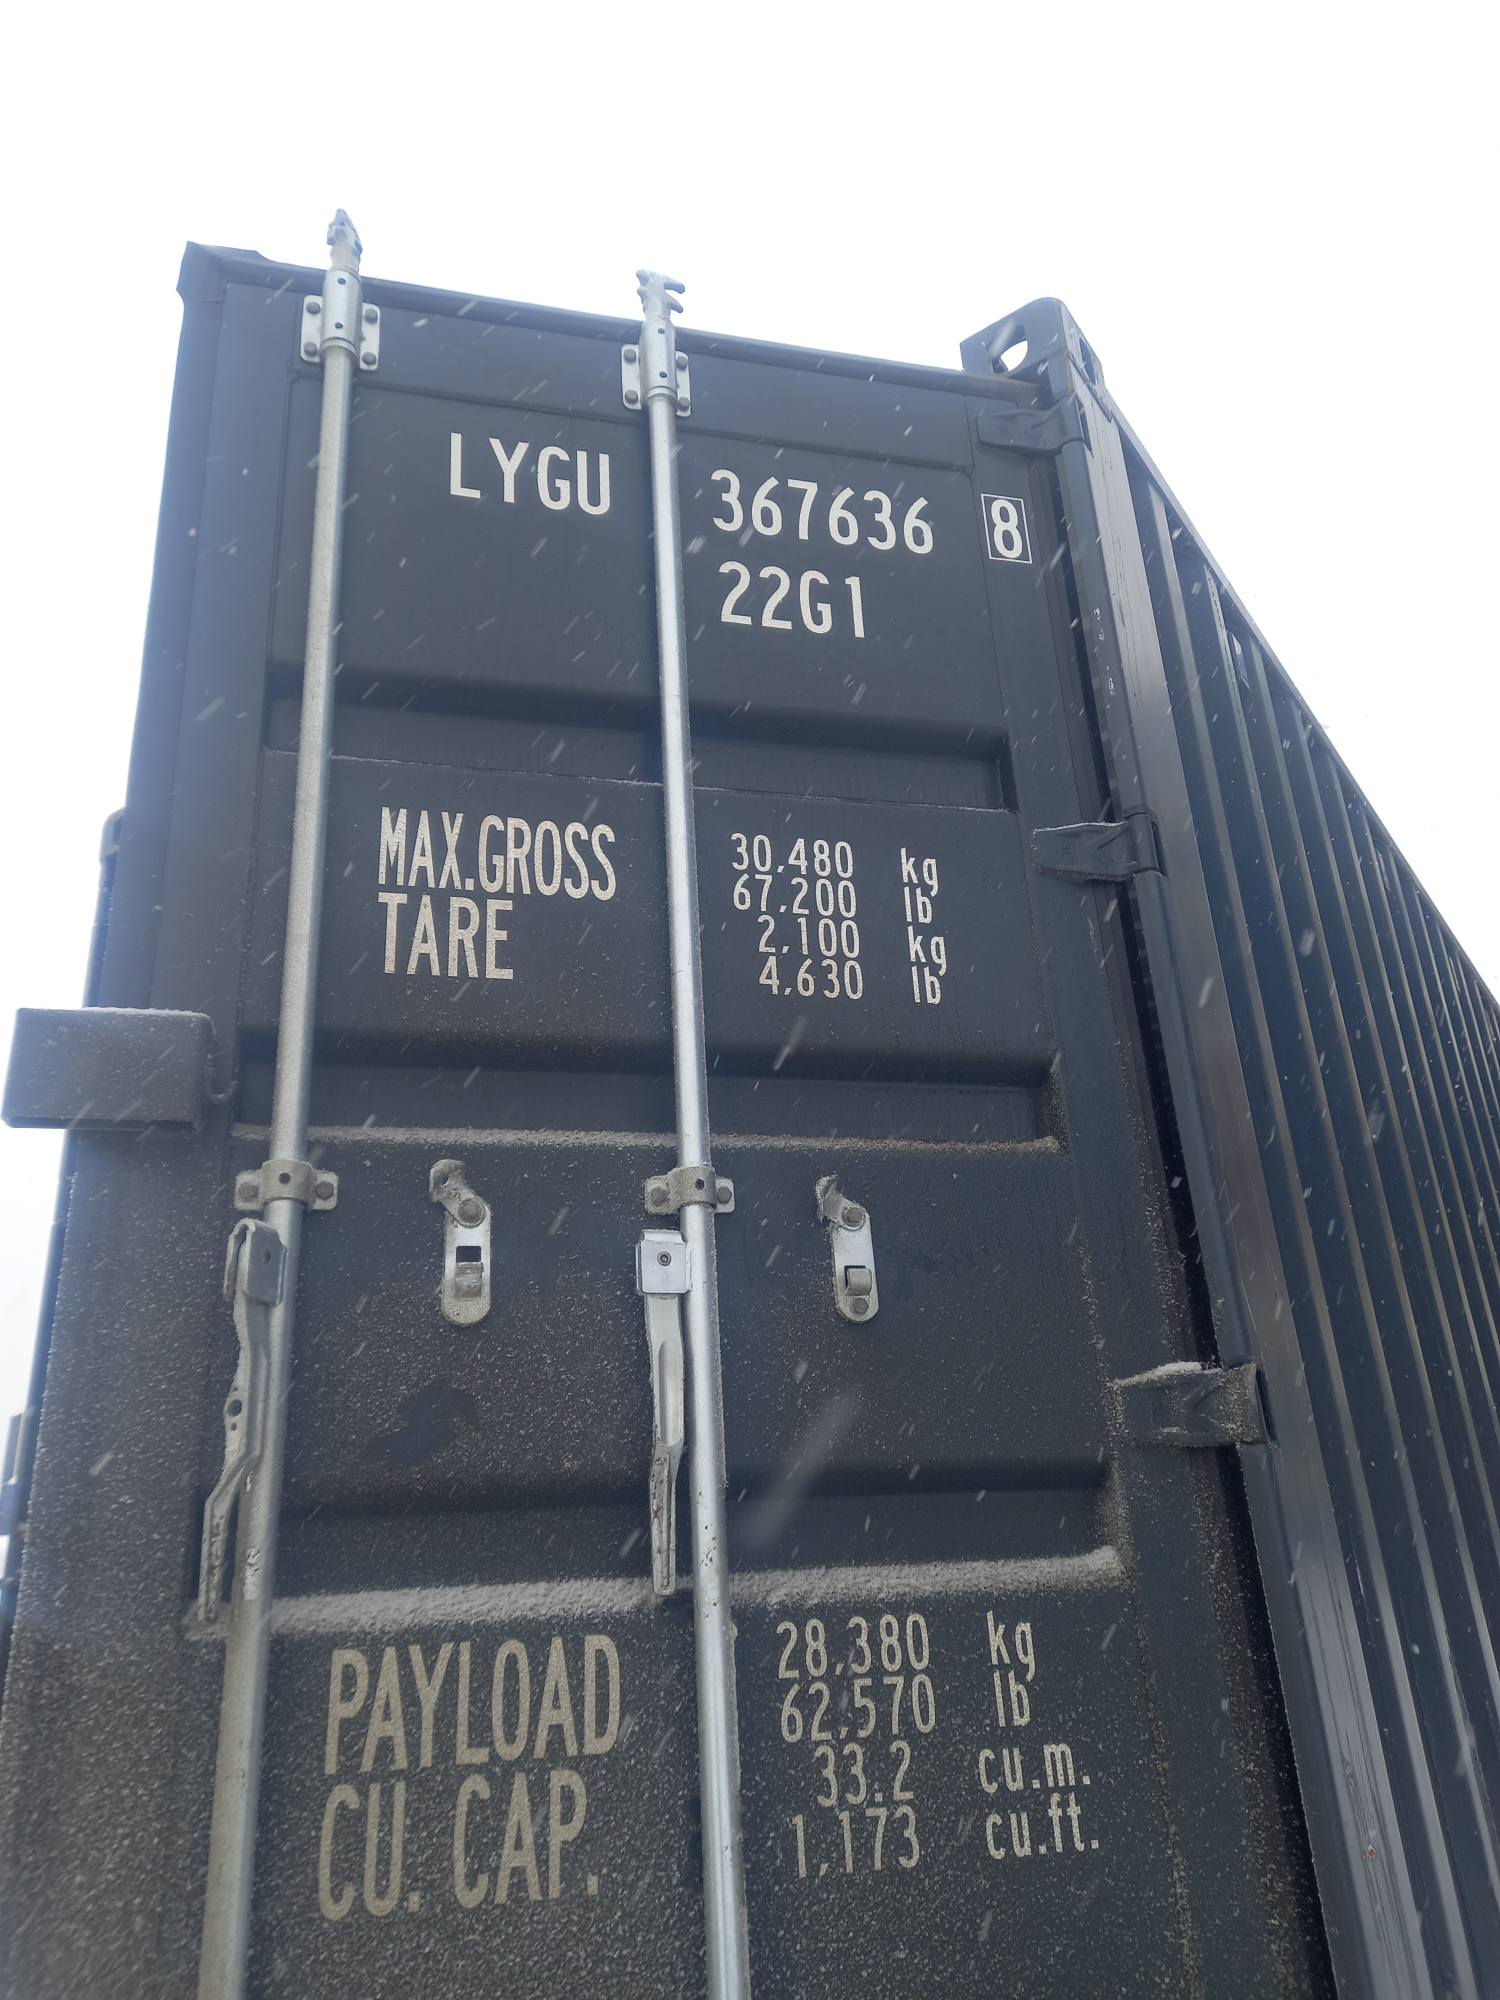 LYGU 367636 8
22G1
MAX.GROSS 30,480 kg
67,200 lb
TARE 2,100 kg
4,630 lb
PAYLOAD 28,380 kg
62,570 lb
CU. CAP. 33.2 cu.m.
1,173 cu.ft.